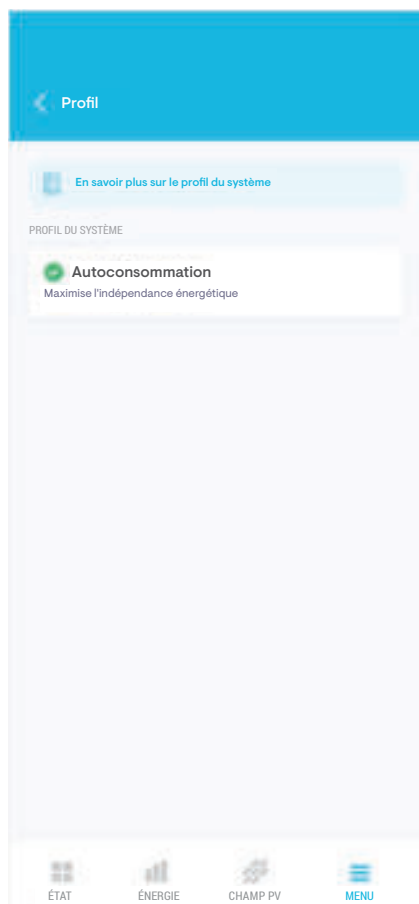 Profil
En savoir plus sur le profil du système
PROFIL DU SYSTÈME
Autoconsommation
Maximise l'indépendance énergétique
ÉTAT ÉNERGIE CHAMP PV MENU